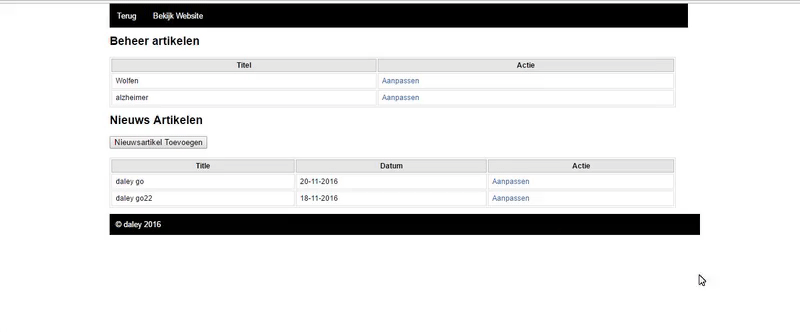 Terug Bekijk Website
Beheer artikelen
Titel Actie
Wolfen Aanpassen
alzheimer Aanpassen
Nieuws Artikelen
Nieuwsartikel Toevoegen
Title Datum Actie
daley go 20-11-2016 Aanpassen
daley go22 18-11-2016 Aanpassen
© daley 2016